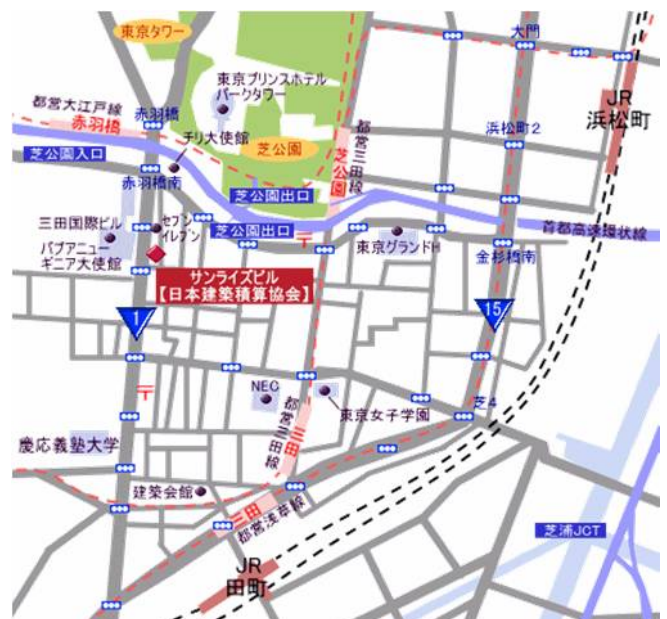 東京タワー
大門
東京プリンスホテル
パークタワー
JR
浜松町
都営大江戸線
赤羽橋
赤羽橋
都営三田線
浜松町2
チリ大使館
芝公園
芝公園
芝公園入口
赤羽橋南
芝公園出口
三田国際ビル
セブン
イレブン
芝公園出口
〒
東京グランドH
首都高速環状線
パプアニュー
ギニア大使館
金杉橋南
サンライズビル
【日本建築積算協会】
1
15
〒
NEC
東京女子学園
芝4
都営三田線
三田
慶応義塾大学
建築会館
三田
都営浅草線
芝浦JCT
JR
田町